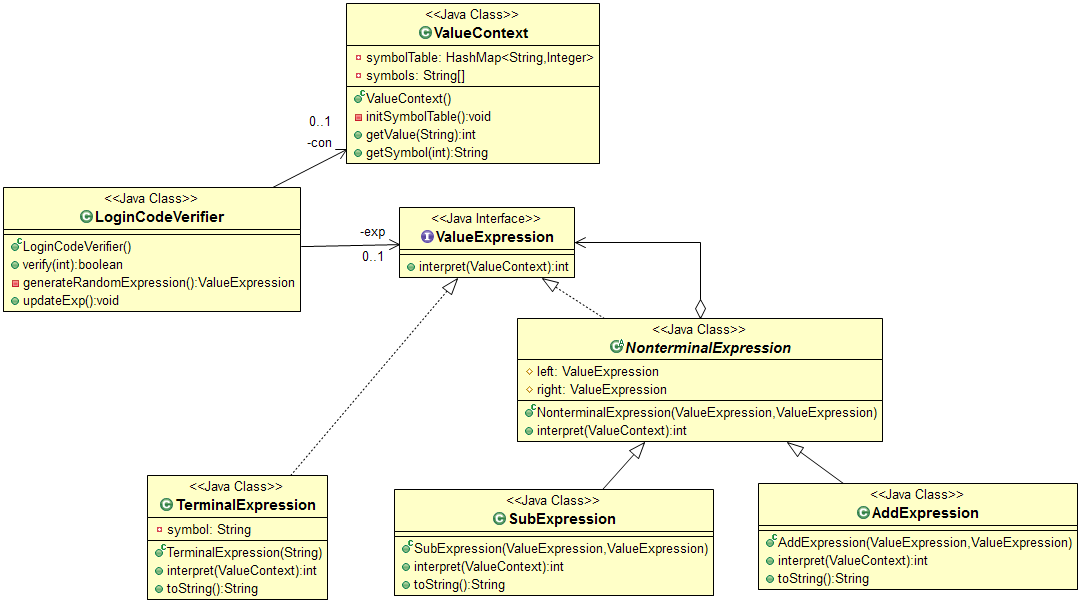 <<Java Class>>
ValueContext
symbolTable: HashMap<String,Integer>
symbols: String[]
ValueContext()
initSymbolTable():void
getValue(String):int
getSymbol(int):String
0..1
-con
<<Java Class>>
LoginCodeVerifier
LoginCodeVerifier()
verify(int):boolean
generateRandomExpression():ValueExpression
updateExp():void
-exp
0..1
<<Java Interface>>
ValueExpression
interpret(ValueContext):int
<<Java Class>>
NonterminalExpression
left: ValueExpression
right: ValueExpression
NonterminalExpression(ValueExpression,ValueExpression)
interpret(ValueContext):int
<<Java Class>>
TerminalExpression
symbol: String
TerminalExpression(String)
interpret(ValueContext):int
toString():String
<<Java Class>>
SubExpression
SubExpression(ValueExpression,ValueExpression)
interpret(ValueContext):int
toString():String
<<Java Class>>
AddExpression
AddExpression(ValueExpression,ValueExpression)
interpret(ValueContext):int
toString():String